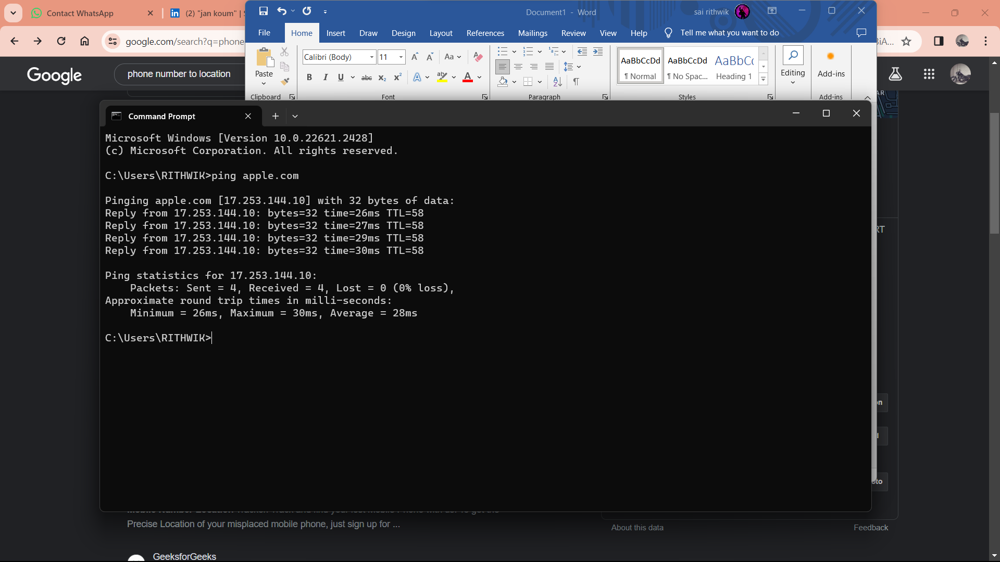 Contact WhatsApp
(2) "jan koum" |
Document1 - Word
sai rithwik
google.com/search?q=phone
File
Home
Insert
Draw
Design
Layout
References
Mailings
Review
View
Help
Tell me what you want to do
Google
phone number to location
Paste
Clipboard
Calibri (Body)
11
Aa
B I U abc x₂ x² A A
Font
Paragraph
AaBbCcDd
¶ Normal
AaBbCcDd
¶ No Spac...
AaBbCc
Heading 1
Styles
Editing
Add-ins
Add-ins
Command Prompt
Microsoft Windows [Version 10.0.22621.2428]
(c) Microsoft Corporation. All rights reserved.
C:\Users\RITHWIK>ping apple.com
Pinging apple.com [17.253.144.10] with 32 bytes of data:
Reply from 17.253.144.10: bytes=32 time=26ms TTL=58
Reply from 17.253.144.10: bytes=32 time=27ms TTL=58
Reply from 17.253.144.10: bytes=32 time=29ms TTL=58
Reply from 17.253.144.10: bytes=32 time=30ms TTL=58
Ping statistics for 17.253.144.10:
Packets: Sent = 4, Received = 4, Lost = 0 (0% loss),
Approximate round trip times in milli-seconds:
Minimum = 26ms, Maximum = 30ms, Average = 28ms
C:\Users\RITHWIK>
Precise Location of your misplaced mobile phone, just sign up for ...
About this data
Feedback
GeeksforGeeks